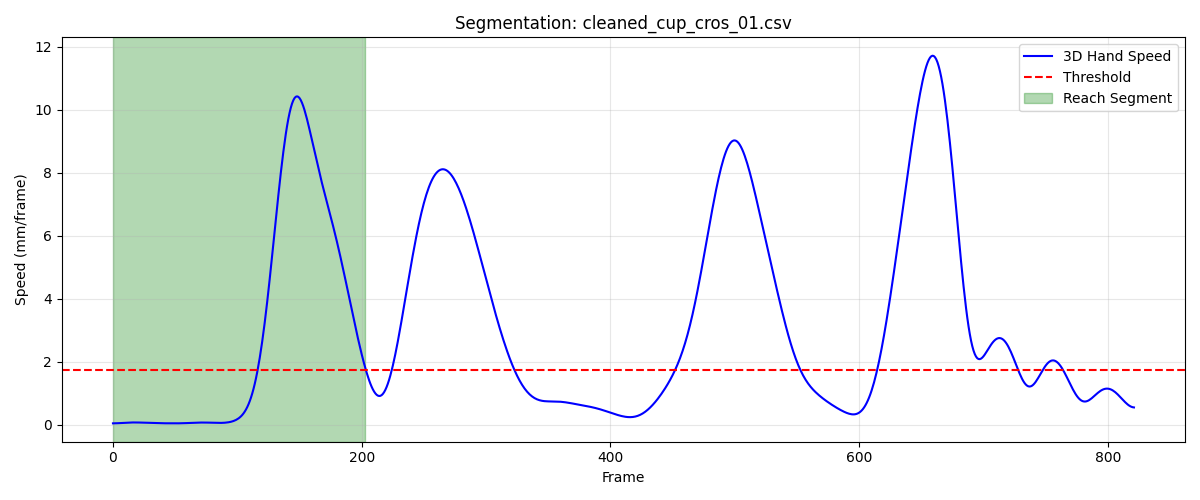 Segmentation: cleaned_cup_cros_01.csv
12
10
8
6
4
2
0
Speed (mm/frame)
3D Hand Speed
Threshold
Reach Segment
0 200 400 600 800
Frame